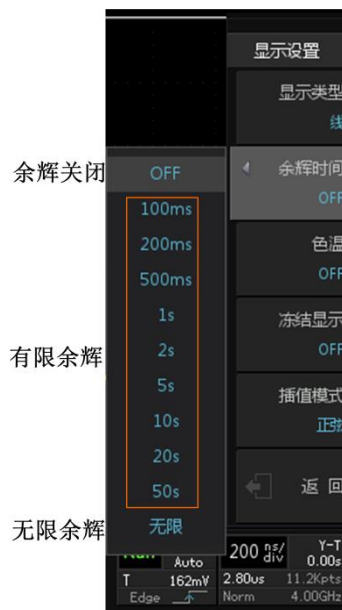 显示设置
显示类型
线
余辉关闭
OFF
余辉时间
OFF
100ms
200ms
500ms
色温
OFF
1s
冻结显示
有限余辉
2s
OFF
5s
插值模式
10s
正弦
20s
50s
返 回
无限余辉
无限
Auto
200 ns/div
Y-T
0.00s
T 162mV
2.80us 11.2Kpts
Edge
Norm 4.00GHz